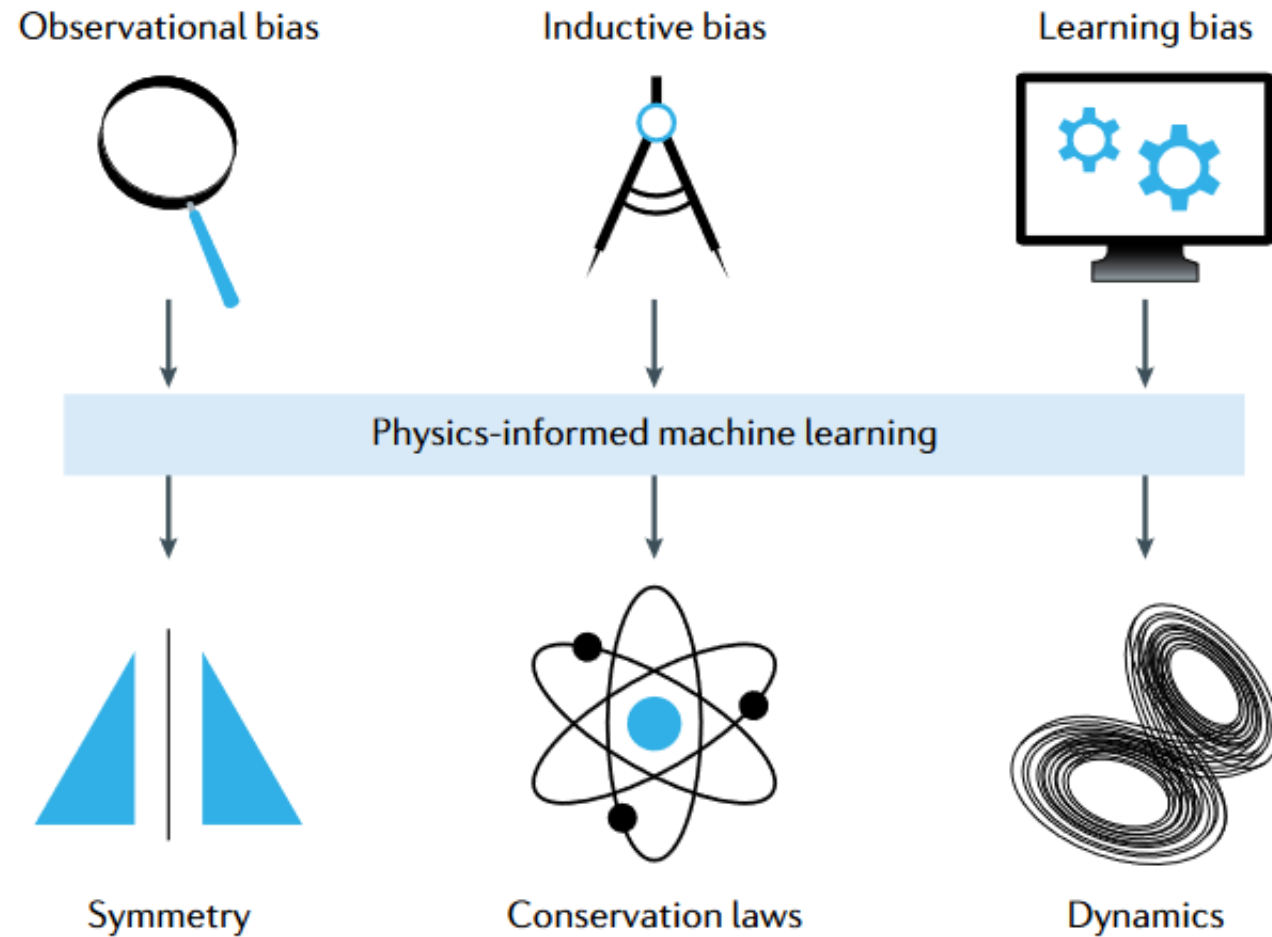 Observational bias
Inductive bias
Learning bias
Physics-informed machine learning
Symmetry
Conservation laws
Dynamics